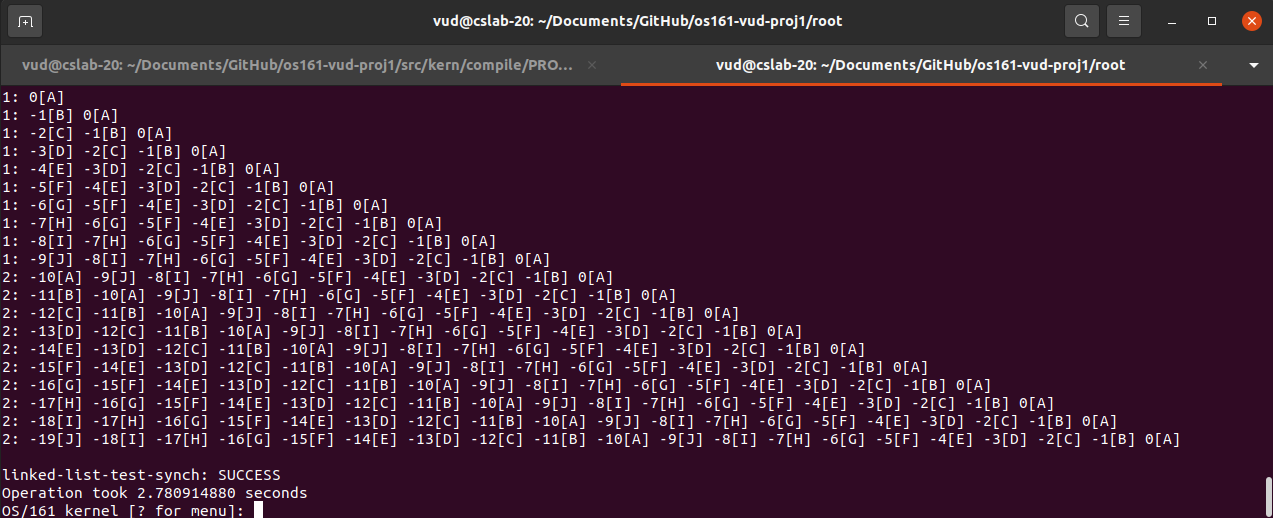 vud@cslab-20: ~/Documents/GitHub/os161-vud-proj1/root
vud@cslab-20: ~/Documents/GitHub/os161-vud-proj1/src/kern/compile/PRO...
vud@cslab-20: ~/Documents/GitHub/os161-vud-proj1/root
1: 0[A]
1: -1[B] 0[A]
1: -2[C] -1[B] 0[A]
1: -3[D] -2[C] -1[B] 0[A]
1: -4[E] -3[D] -2[C] -1[B] 0[A]
1: -5[F] -4[E] -3[D] -2[C] -1[B] 0[A]
1: -6[G] -5[F] -4[E] -3[D] -2[C] -1[B] 0[A]
1: -7[H] -6[G] -5[F] -4[E] -3[D] -2[C] -1[B] 0[A]
1: -8[I] -7[H] -6[G] -5[F] -4[E] -3[D] -2[C] -1[B] 0[A]
1: -9[J] -8[I] -7[H] -6[G] -5[F] -4[E] -3[D] -2[C] -1[B] 0[A]
2: -10[A] -9[J] -8[I] -7[H] -6[G] -5[F] -4[E] -3[D] -2[C] -1[B] 0[A]
2: -11[B] -10[A] -9[J] -8[I] -7[H] -6[G] -5[F] -4[E] -3[D] -2[C] -1[B] 0[A]
2: -12[C] -11[B] -10[A] -9[J] -8[I] -7[H] -6[G] -5[F] -4[E] -3[D] -2[C] -1[B] 0[A]
2: -13[D] -12[C] -11[B] -10[A] -9[J] -8[I] -7[H] -6[G] -5[F] -4[E] -3[D] -2[C] -1[B] 0[A]
2: -14[E] -13[D] -12[C] -11[B] -10[A] -9[J] -8[I] -7[H] -6[G] -5[F] -4[E] -3[D] -2[C] -1[B] 0[A]
2: -15[F] -14[E] -13[D] -12[C] -11[B] -10[A] -9[J] -8[I] -7[H] -6[G] -5[F] -4[E] -3[D] -2[C] -1[B] 0[A]
2: -16[G] -15[F] -14[E] -13[D] -12[C] -11[B] -10[A] -9[J] -8[I] -7[H] -6[G] -5[F] -4[E] -3[D] -2[C] -1[B] 0[A]
2: -17[H] -16[G] -15[F] -14[E] -13[D] -12[C] -11[B] -10[A] -9[J] -8[I] -7[H] -6[G] -5[F] -4[E] -3[D] -2[C] -1[B] 0[A]
2: -18[I] -17[H] -16[G] -15[F] -14[E] -13[D] -12[C] -11[B] -10[A] -9[J] -8[I] -7[H] -6[G] -5[F] -4[E] -3[D] -2[C] -1[B] 0[A]
2: -19[J] -18[I] -17[H] -16[G] -15[F] -14[E] -13[D] -12[C] -11[B] -10[A] -9[J] -8[I] -7[H] -6[G] -5[F] -4[E] -3[D] -2[C] -1[B] 0[A]
linked-list-test-synch: SUCCESS
Operation took 2.780914880 seconds
OS/161 kernel [? for menu]: